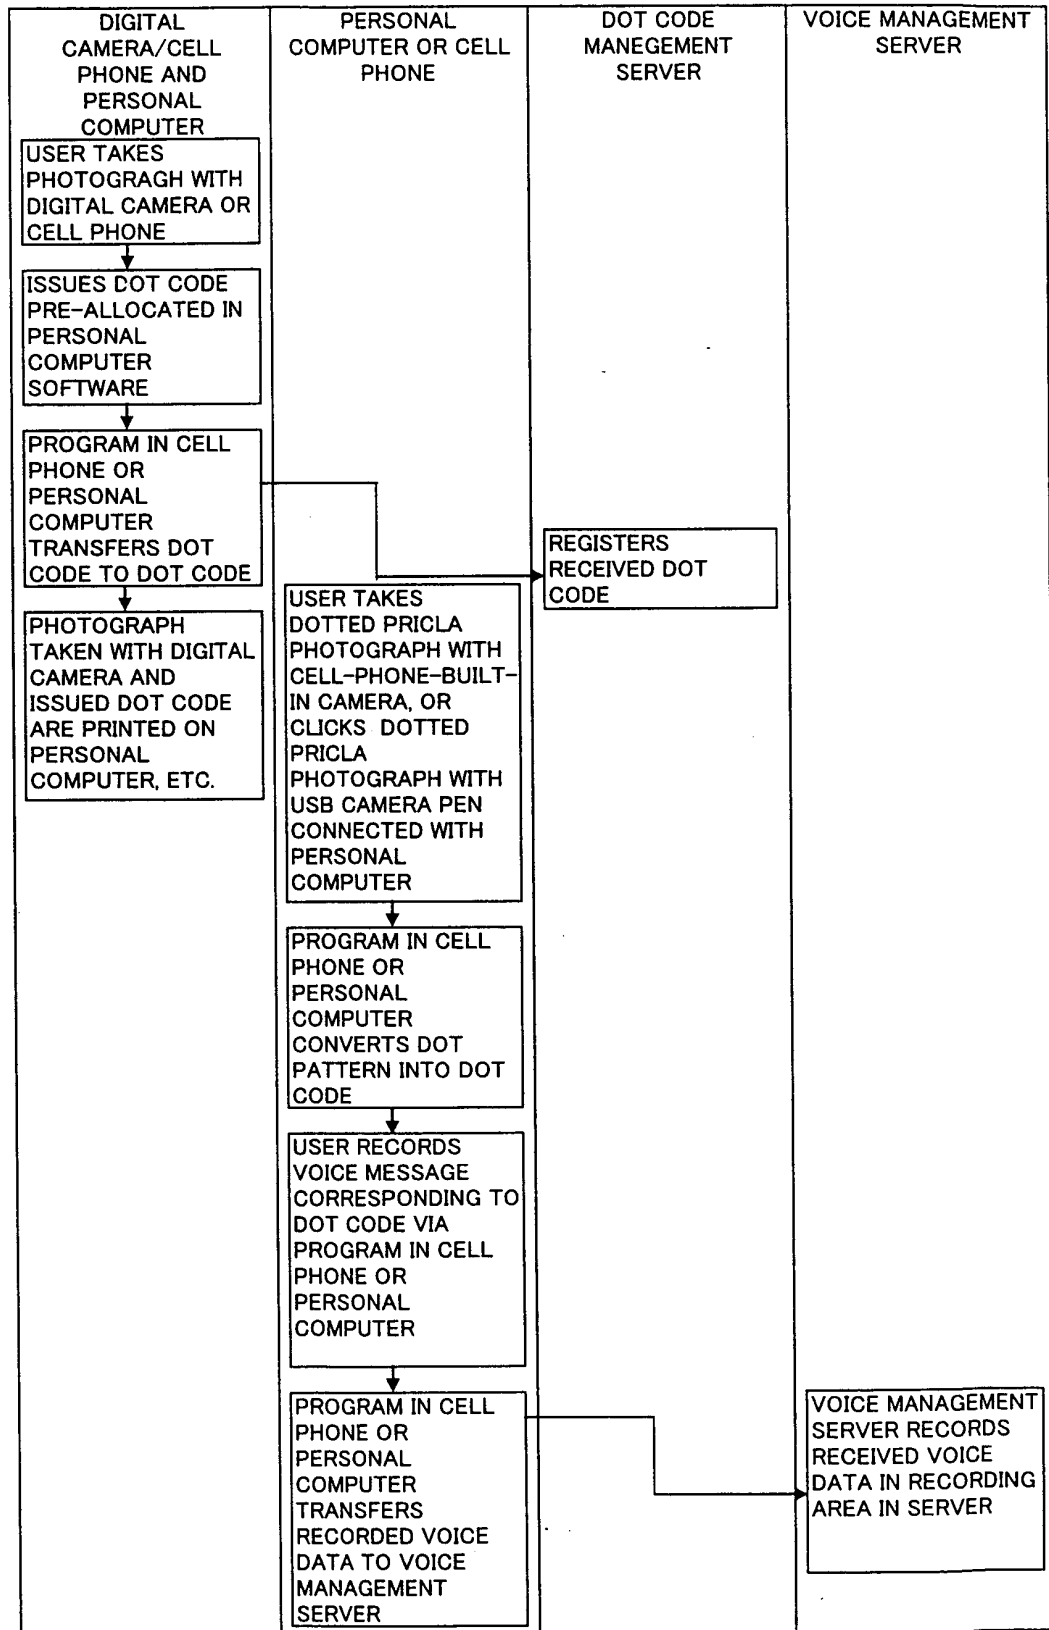 DIGITAL
CAMERA/CELL
PHONE AND
PERSONAL
COMPUTER
PERSONAL
COMPUTER OR CELL
PHONE
DOT CODE
MANEGEMENT
SERVER
VOICE MANAGEMENT
SERVER
USER TAKES
PHOTOGRAGH WITH
DIGITAL CAMERA OR
CELL PHONE
ISSUES DOT CODE
PRE-ALLOCATED IN
PERSONAL
COMPUTER
SOFTWARE
PROGRAM IN CELL
PHONE OR
PERSONAL
COMPUTER
TRANSFERS DOT
CODE TO DOT CODE
PHOTOGRAPH
TAKEN WITH DIGITAL
CAMERA AND
ISSUED DOT CODE
ARE PRINTED ON
PERSONAL
COMPUTER, ETC.
REGISTERS
RECEIVED DOT
CODE
USER TAKES
DOTTED PRICLA
PHOTOGRAPH WITH
CELL-PHONE-BUILT-
IN CAMERA, OR
CLICKS DOTTED
PRICLA
PHOTOGRAPH WITH
USB CAMERA PEN
CONNECTED WITH
PERSONAL
COMPUTER
PROGRAM IN CELL
PHONE OR
PERSONAL
COMPUTER
CONVERTS DOT
PATTERN INTO DOT
CODE
USER RECORDS
VOICE MESSAGE
CORRESPONDING TO
DOT CODE VIA
PROGRAM IN CELL
PHONE OR
PERSONAL
COMPUTER
PROGRAM IN CELL
PHONE OR
PERSONAL
COMPUTER
TRANSFERS
RECORDED VOICE
DATA TO VOICE
MANAGEMENT
SERVER
VOICE MANAGEMENT
SERVER RECORDS
RECEIVED VOICE
DATA IN RECORDING
AREA IN SERVER